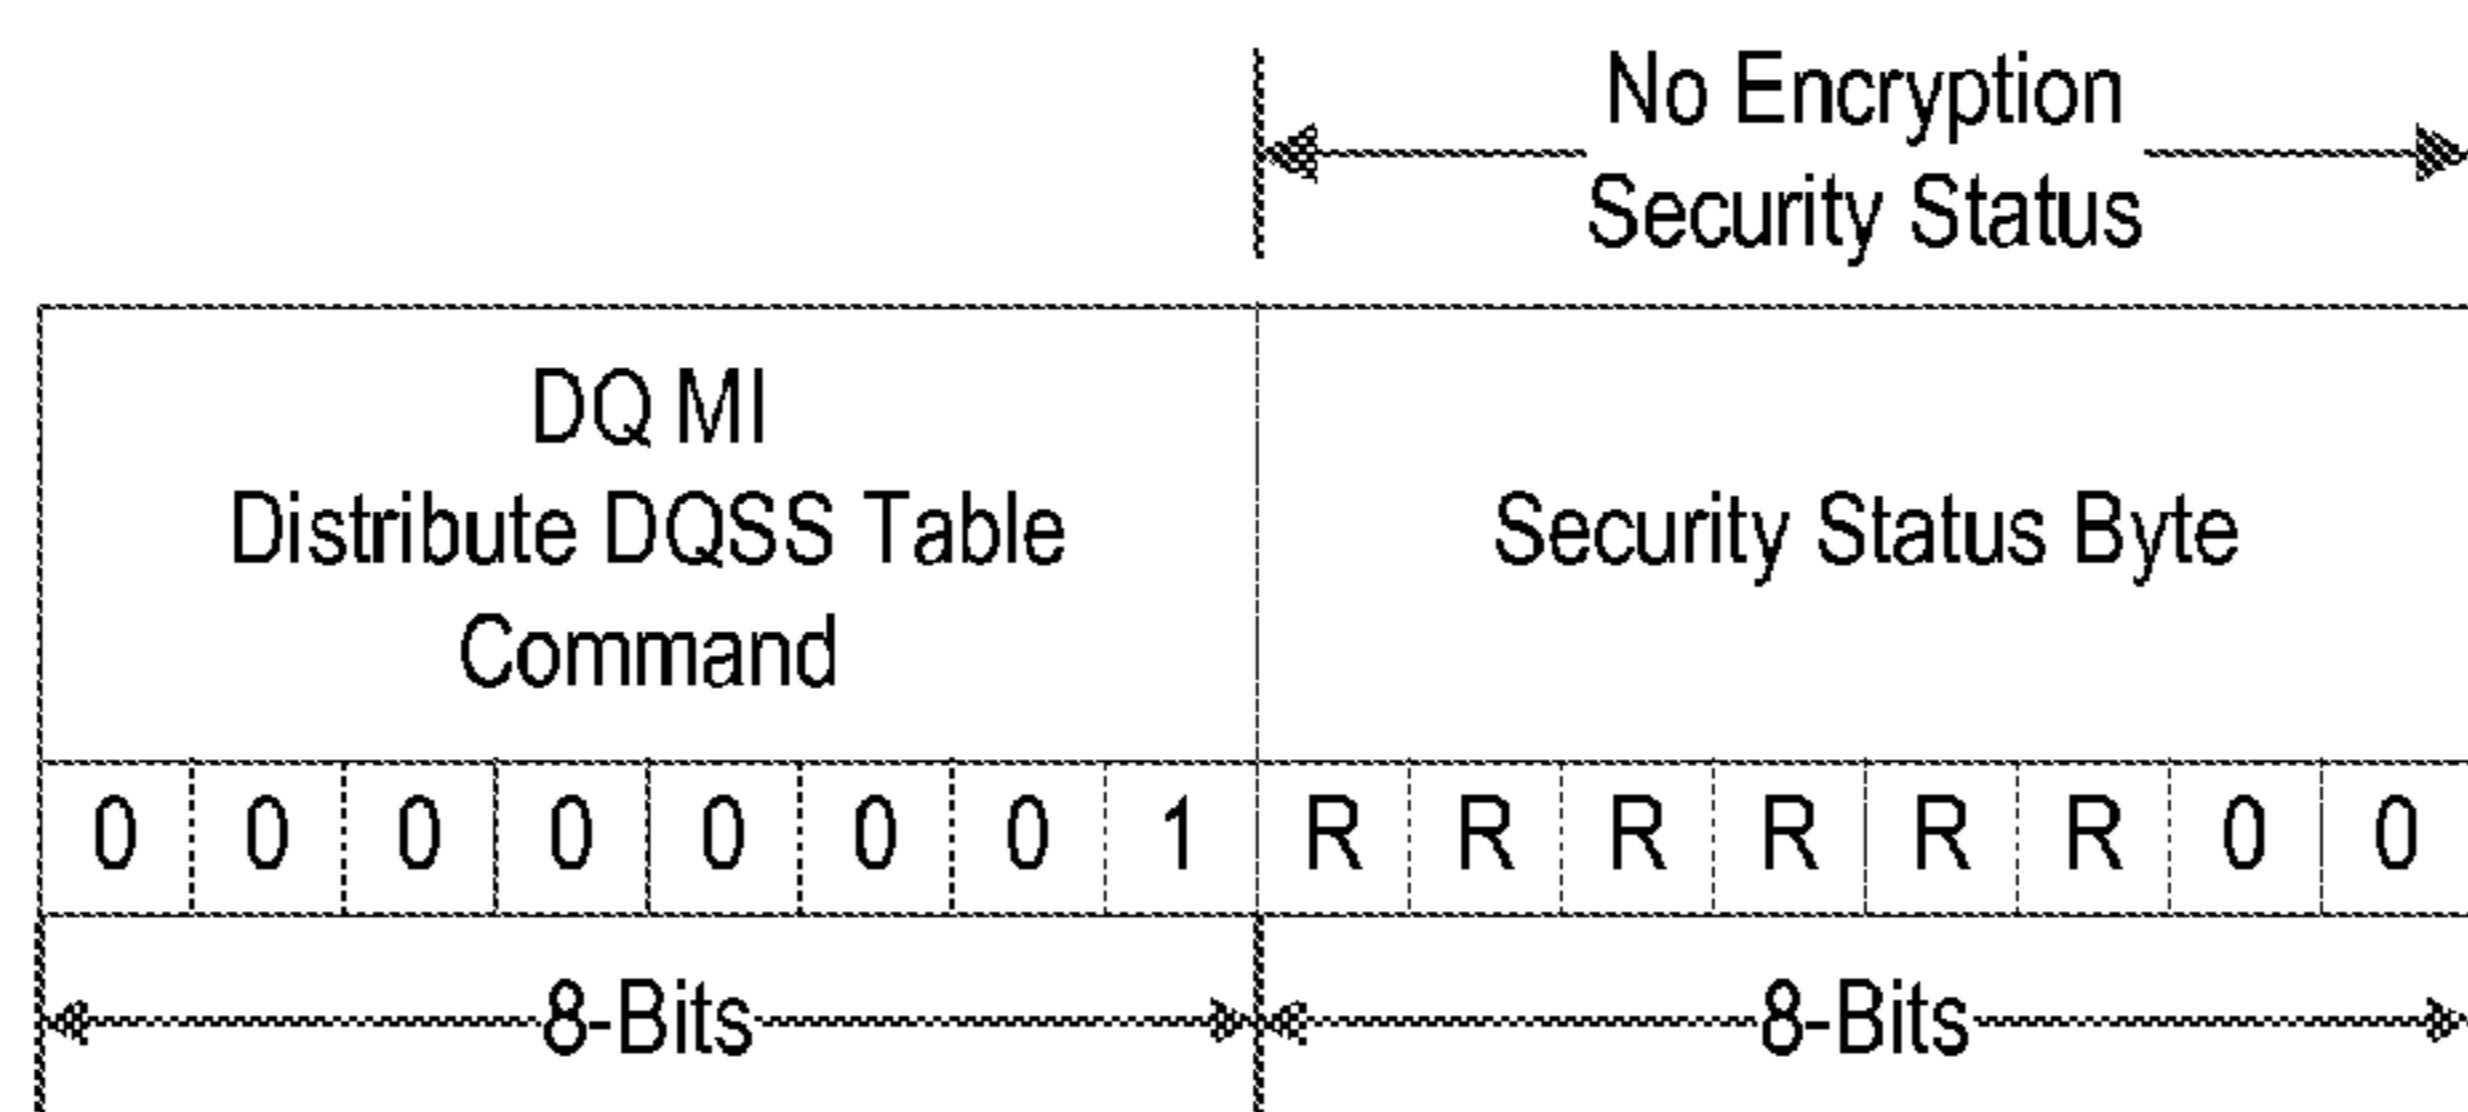 No Encryption
Security Status
DQ MI
Distribute DQSS Table
Command
Security Status Byte
0 0 0 0 0 0 0 1 R R R R R R 0 0
8-Bits 8-Bits